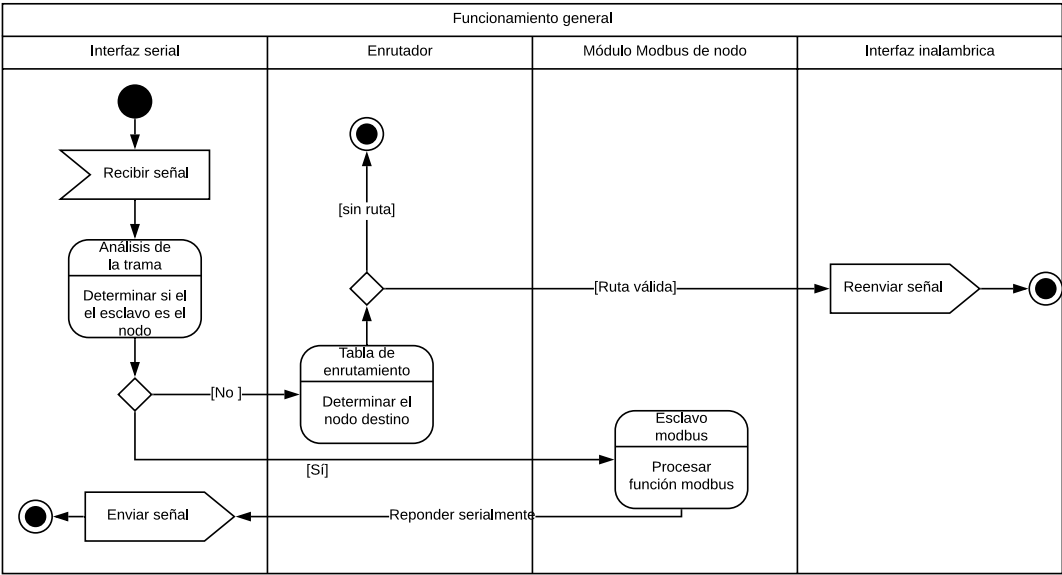 Funcionamiento general
Interfaz serial
Enrutador
Módulo Modbus de nodo
Interfaz inalambrica
Recibir señal
Análisis de
la trama
Determinar si el
el esclavo es el
nodo
[sin ruta]
[Ruta válida]
Reenviar señal
Tabla de
enrutamiento
Determinar el
nodo destino
[No ]
Esclavo
modbus
Procesar
función modbus
[Sí]
Enviar señal
Reponder serialmente